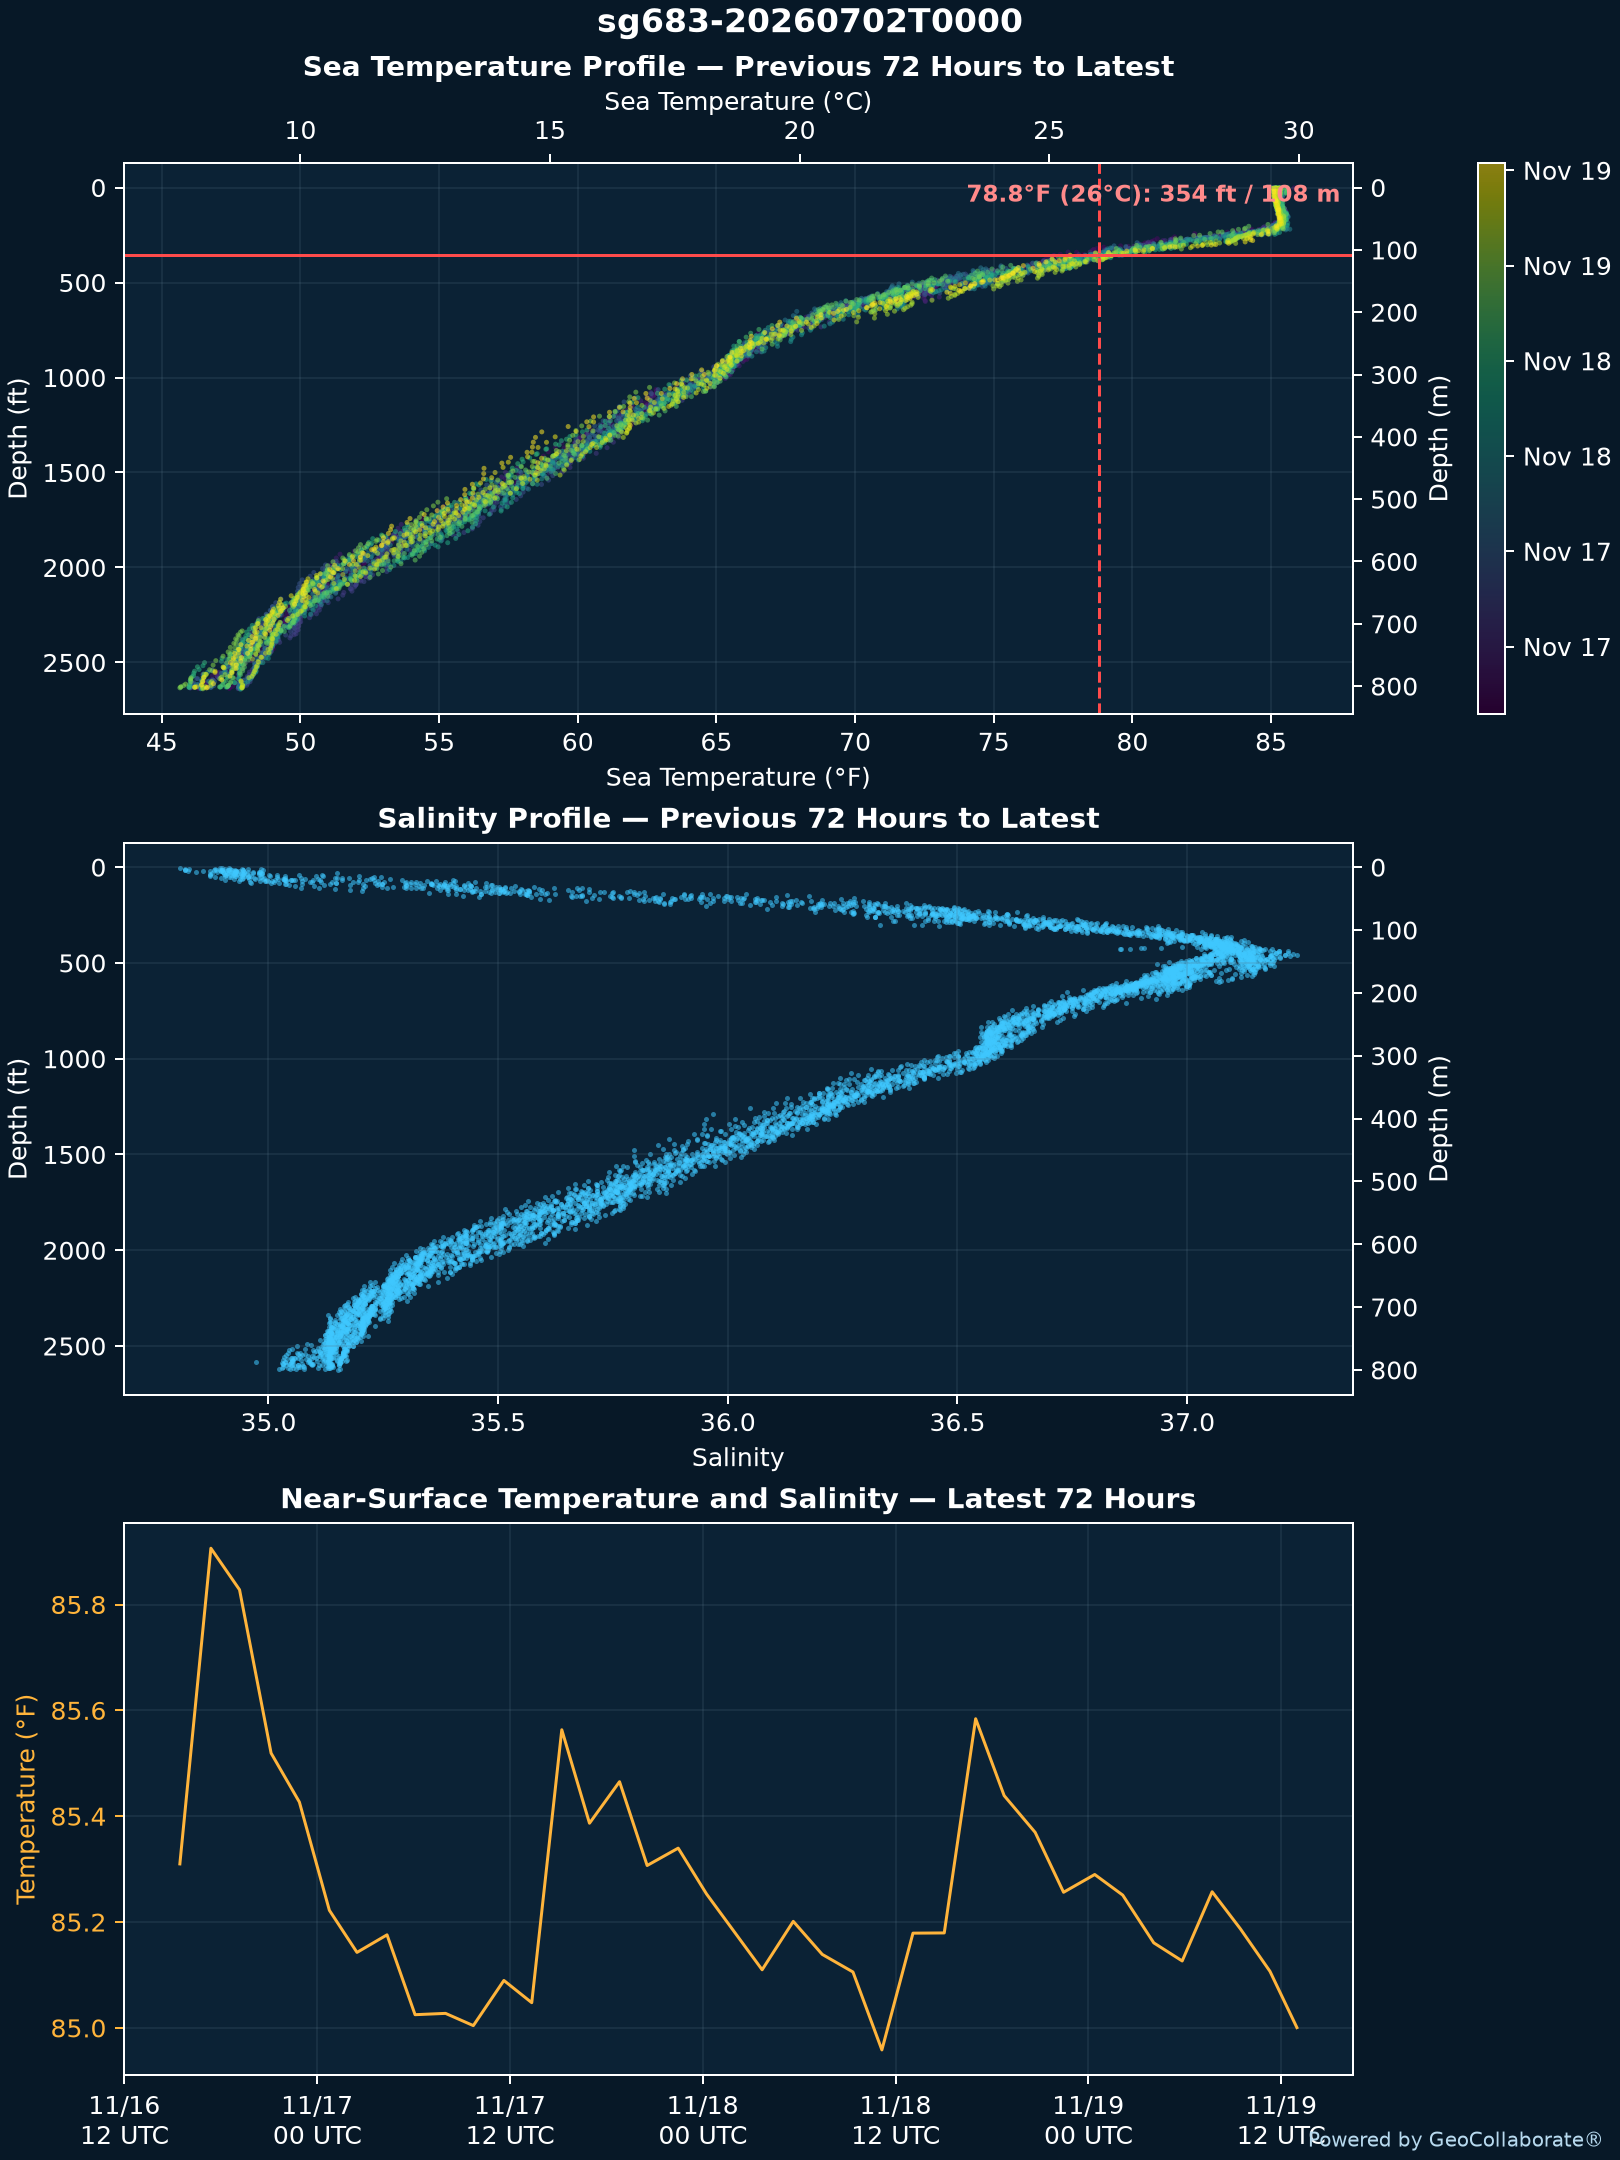 sg683-20260702T0000
Sea Temperature Profile — Previous 72 Hours to Latest
Sea Temperature (°C)
10 15 20 25 30
78.8°F (26°C): 354 ft / 108 m
Depth (ft)
0
500
1000
1500
2000
2500
0
100
200
300
400
500
600
700
800
Depth (m)
Nov 19
Nov 19
Nov 18
Nov 18
Nov 17
Nov 17
45 50 55 60 65 70 75 80 85
Sea Temperature (°F)
Salinity Profile — Previous 72 Hours to Latest
Depth (ft)
0
500
1000
1500
2000
2500
0
100
200
300
400
500
600
700
800
Depth (m)
35.0 35.5 36.0 36.5 37.0
Salinity
Near-Surface Temperature and Salinity — Latest 72 Hours
Temperature (°F)
85.8
85.6
85.4
85.2
85.0
11/16 11/17 11/17 11/18 11/18 11/19 11/19
12 UTC 00 UTC 12 UTC 00 UTC 12 UTC 00 UTC 12 UTC
Powered by GeoCollaborate®